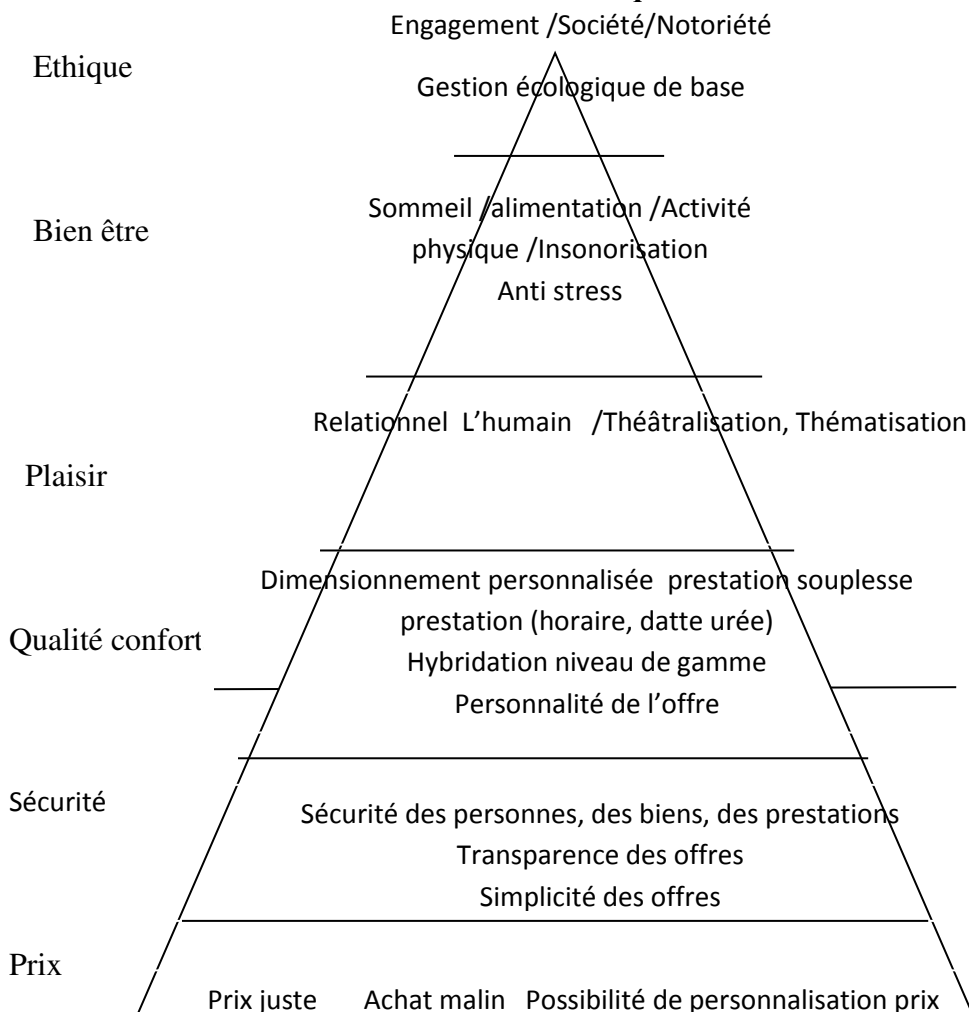 Engagement /Société/Notoriété
Ethique
Gestion écologique de base
Sommeil /alimentation /Activité
Bien être
physique /Insonorisation
Anti stress
Relationnel L’humain /Théâtralisation, Thématisation
Plaisir
Dimensionnement personnalisée prestation souplesse
prestation (horaire, datte urée)
Qualité confort
Hybridation niveau de gamme
Personnalité de l’offre
Sécurité
Sécurité des personnes, des biens, des prestations
Transparence des offres
Simplicité des offres
Prix
Prix juste Achat malin Possibilité de personnalisation prix